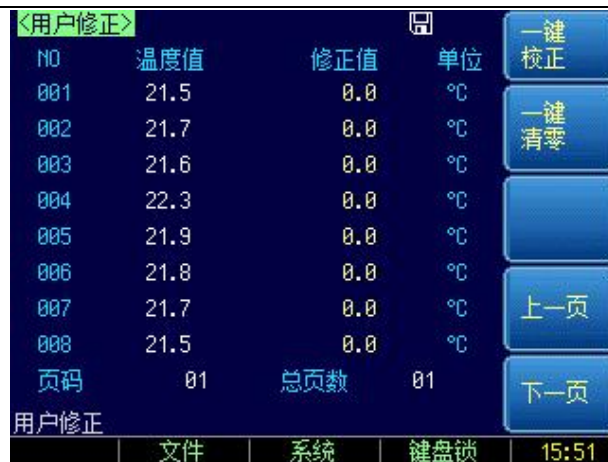 <用户修正>
NO 温度值 修正值 单位
001 21.5 0.0 °C
002 21.7 0.0 °C
003 21.6 0.0 °C
004 22.3 0.0 °C
005 21.9 0.0 °C
006 21.8 0.0 °C
007 21.7 0.0 °C
008 21.5 0.0 °C
页码 01 总页数 01
用户修正
文件 系统 键盘锁 15:51
一键
校正
一键
清零
上一页
下一页